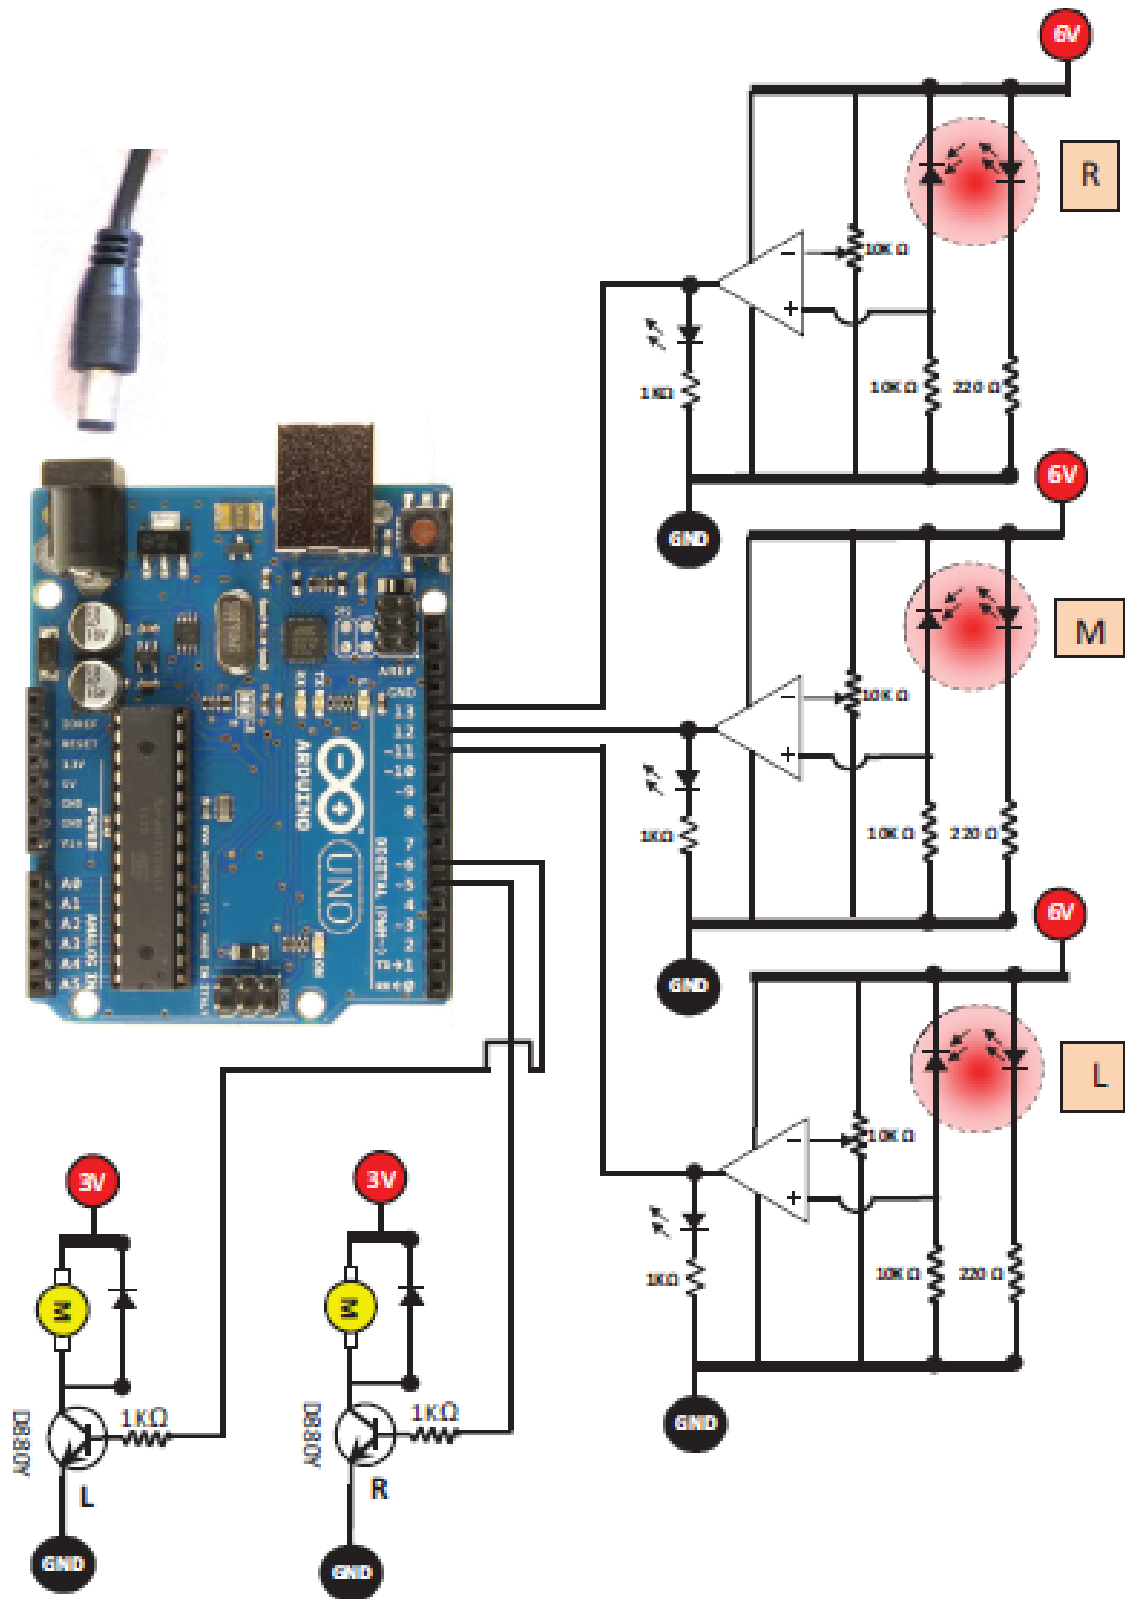 6V
R
10K Ω
1KΩ
10K Ω
220 Ω
6V
GND
M
10K Ω
1KΩ
10K Ω
220 Ω
6V
GND
L
10K Ω
1KΩ
10K Ω
220 Ω
GND
-
+
-
+
-
+
AREF
GND
13
12
~11
~10
~9
8
7
~6
~5
4
~3
2
TX→1
RX←0
DIGITAL (PWM~)
ARDUINO
UNO
TX
RX
L
ON
IOREF
RESET
3.3V
5V
GND
GND
Vin
POWER
A0
A1
A2
A3
A4
A5
ANALOG IN
3V
M
D880Y
1KΩ
L
GND
3V
M
D880Y
1KΩ
R
GND